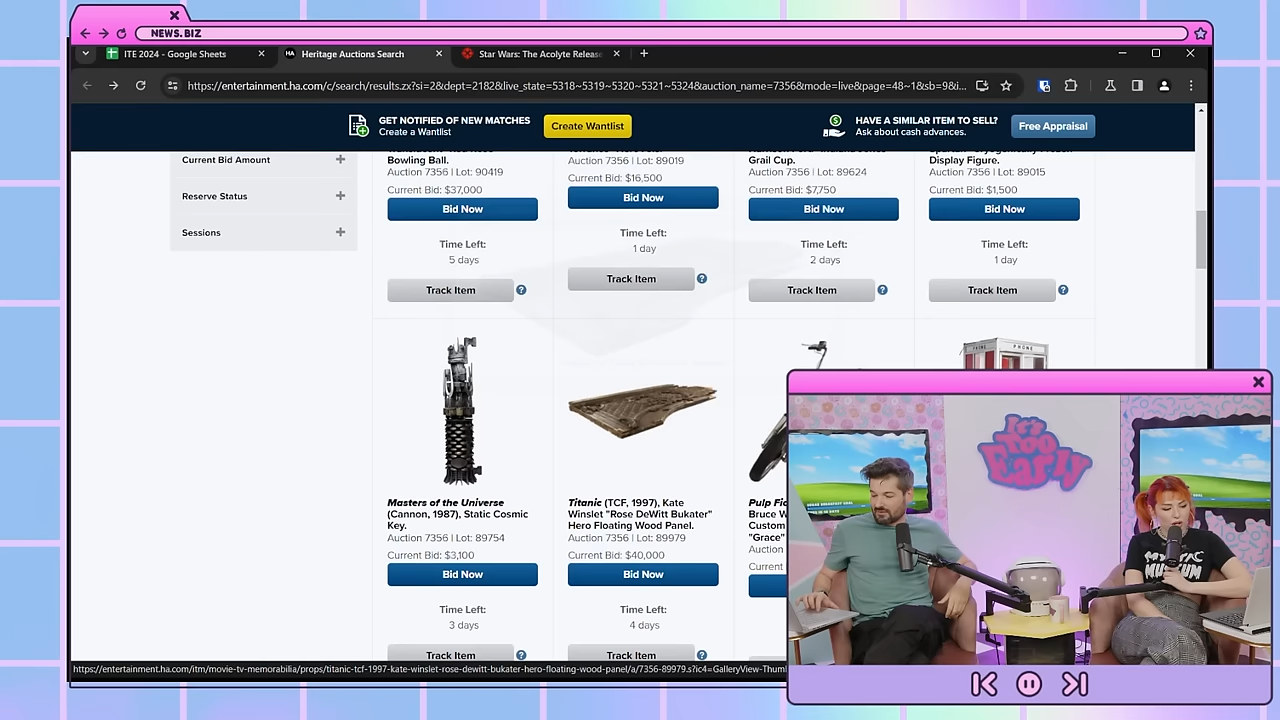 NEWS.BIZ
ITE 2024 - Google Sheets
Heritage Auctions Search
Star Wars: The Acolyte Release
https://entertainment.ha.com/c/search/results.zx?si=2&dept=2182&live_state=5318~5319~5320~5321~5324&auction_name=7356&mode=live&page=48~1&sb=9&i...
GET NOTIFIED OF NEW MATCHES
Create a Wantlist
Create Wantlist
HAVE A SIMILAR ITEM TO SELL?
Ask about cash advances.
Free Appraisal
Current Bid Amount
Reserve Status
Sessions
Bowling Ball.
Auction 7356 | Lot: 90419
Current Bid: $37,000
Bid Now
Time Left:
5 days
Track Item
Auction 7356 | Lot: 89019
Current Bid: $16,500
Bid Now
Time Left:
1 day
Track Item
Grail Cup.
Auction 7356 | Lot: 89624
Current Bid: $7,750
Bid Now
Time Left:
2 days
Track Item
Display Figure.
Auction 7356 | Lot: 89015
Current Bid: $1,500
Bid Now
Time Left:
1 day
Track Item
Masters of the Universe
(Cannon, 1987), Static Cosmic
Key.
Auction 7356 | Lot: 89754
Current Bid: $3,100
Bid Now
Time Left:
3 days
Track Item
Titanic (TCF, 1997), Kate
Winslet "Rose DeWitt Bukater"
Hero Floating Wood Panel.
Auction 7356 | Lot: 89979
Current Bid: $40,000
Bid Now
Time Left:
4 days
Track Item
Pulp Fic
Bruce W
Custom
"Grace"
Auction
Current
PHONE
https://entertainment.ha.com/itm/movie-tv-memorabilia/props/titanic-tcf-1997-kate-winslet-rose-dewitt-bukater-hero-floating-wood-panel/a/7356-89979.s?ic4=GalleryView-Thum
It's
Too
Early